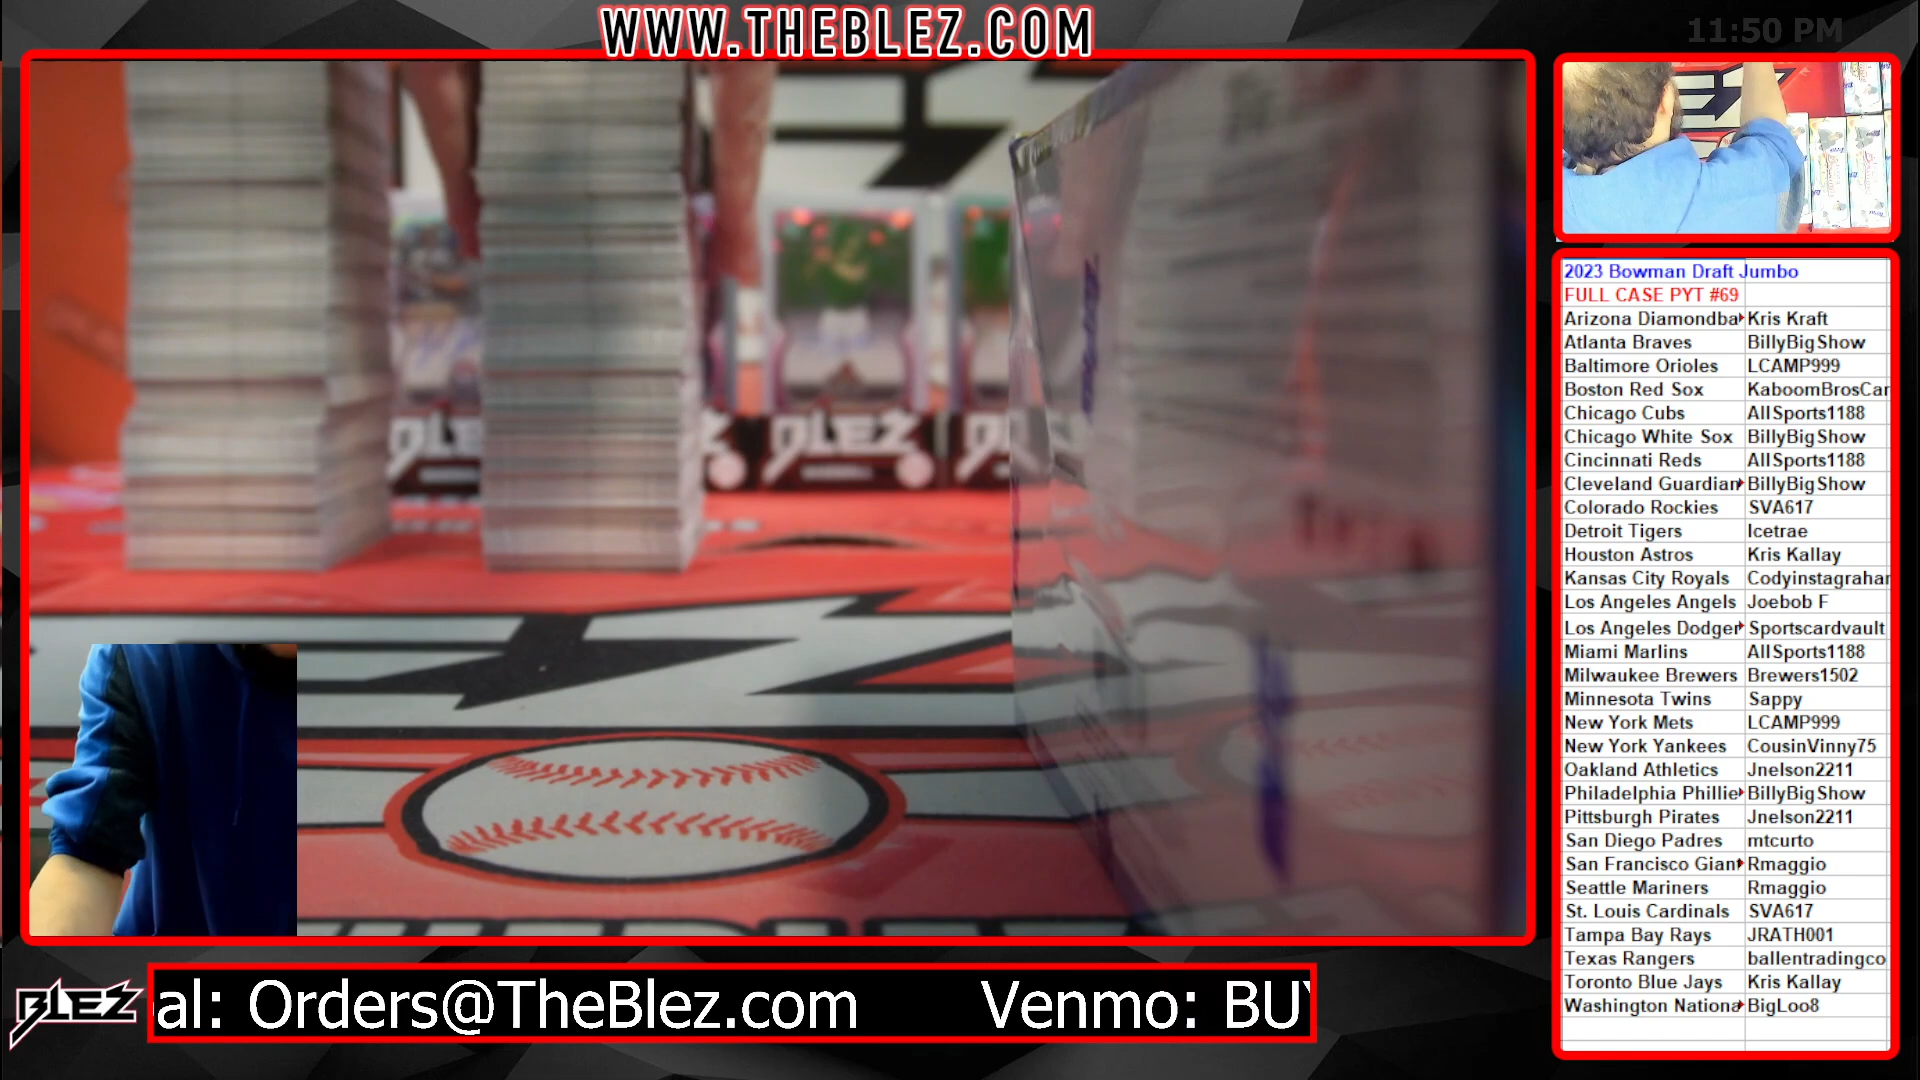 WWW.THEBLEZ.COM
11:50 PM
BLEZ
2023 Bowman Draft Jumbo
FULL CASE PYT #69
Arizona Diamondba Kris Kraft
Atlanta Braves BillyBigShow
Baltimore Orioles LCAMP999
Boston Red Sox KaboomBrosCar
Chicago Cubs AllSports1188
Chicago White Sox BillyBigShow
Cincinnati Reds AllSports1188
Cleveland Guardian BillyBigShow
Colorado Rockies SVA617
Detroit Tigers Icetrae
Houston Astros Kris Kallay
Kansas City Royals Codyinstagrahar
Los Angeles Angels Joebob F
Los Angeles Dodger Sportscardvault
Miami Marlins AllSports1188
Milwaukee Brewers Brewers1502
Minnesota Twins Sappy
New York Mets LCAMP999
New York Yankees CousinVinny75
Oakland Athletics Jnelson2211
Philadelphia Phillie BillyBigShow
Pittsburgh Pirates Jnelson2211
San Diego Padres mtcurto
San Francisco Giant Rmaggio
Seattle Mariners Rmaggio
St. Louis Cardinals SVA617
Tampa Bay Rays JRATH001
Texas Rangers ballentradingco
Toronto Blue Jays Kris Kallay
Washington Nationa BigLoo8
BLEZ
al: Orders@TheBlez.com Venmo: BUY